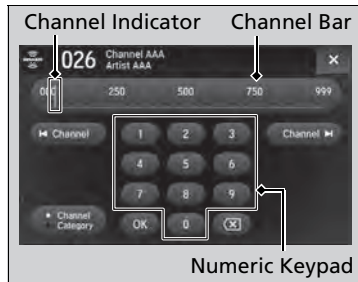 Channel Indicator Channel Bar
026 Channel AAA
Artist AAA
000 250 500 750 999
Channel 1 2 3 Channel
4 5 6
7 8 9
Channel
Category OK 0
Numeric Keypad